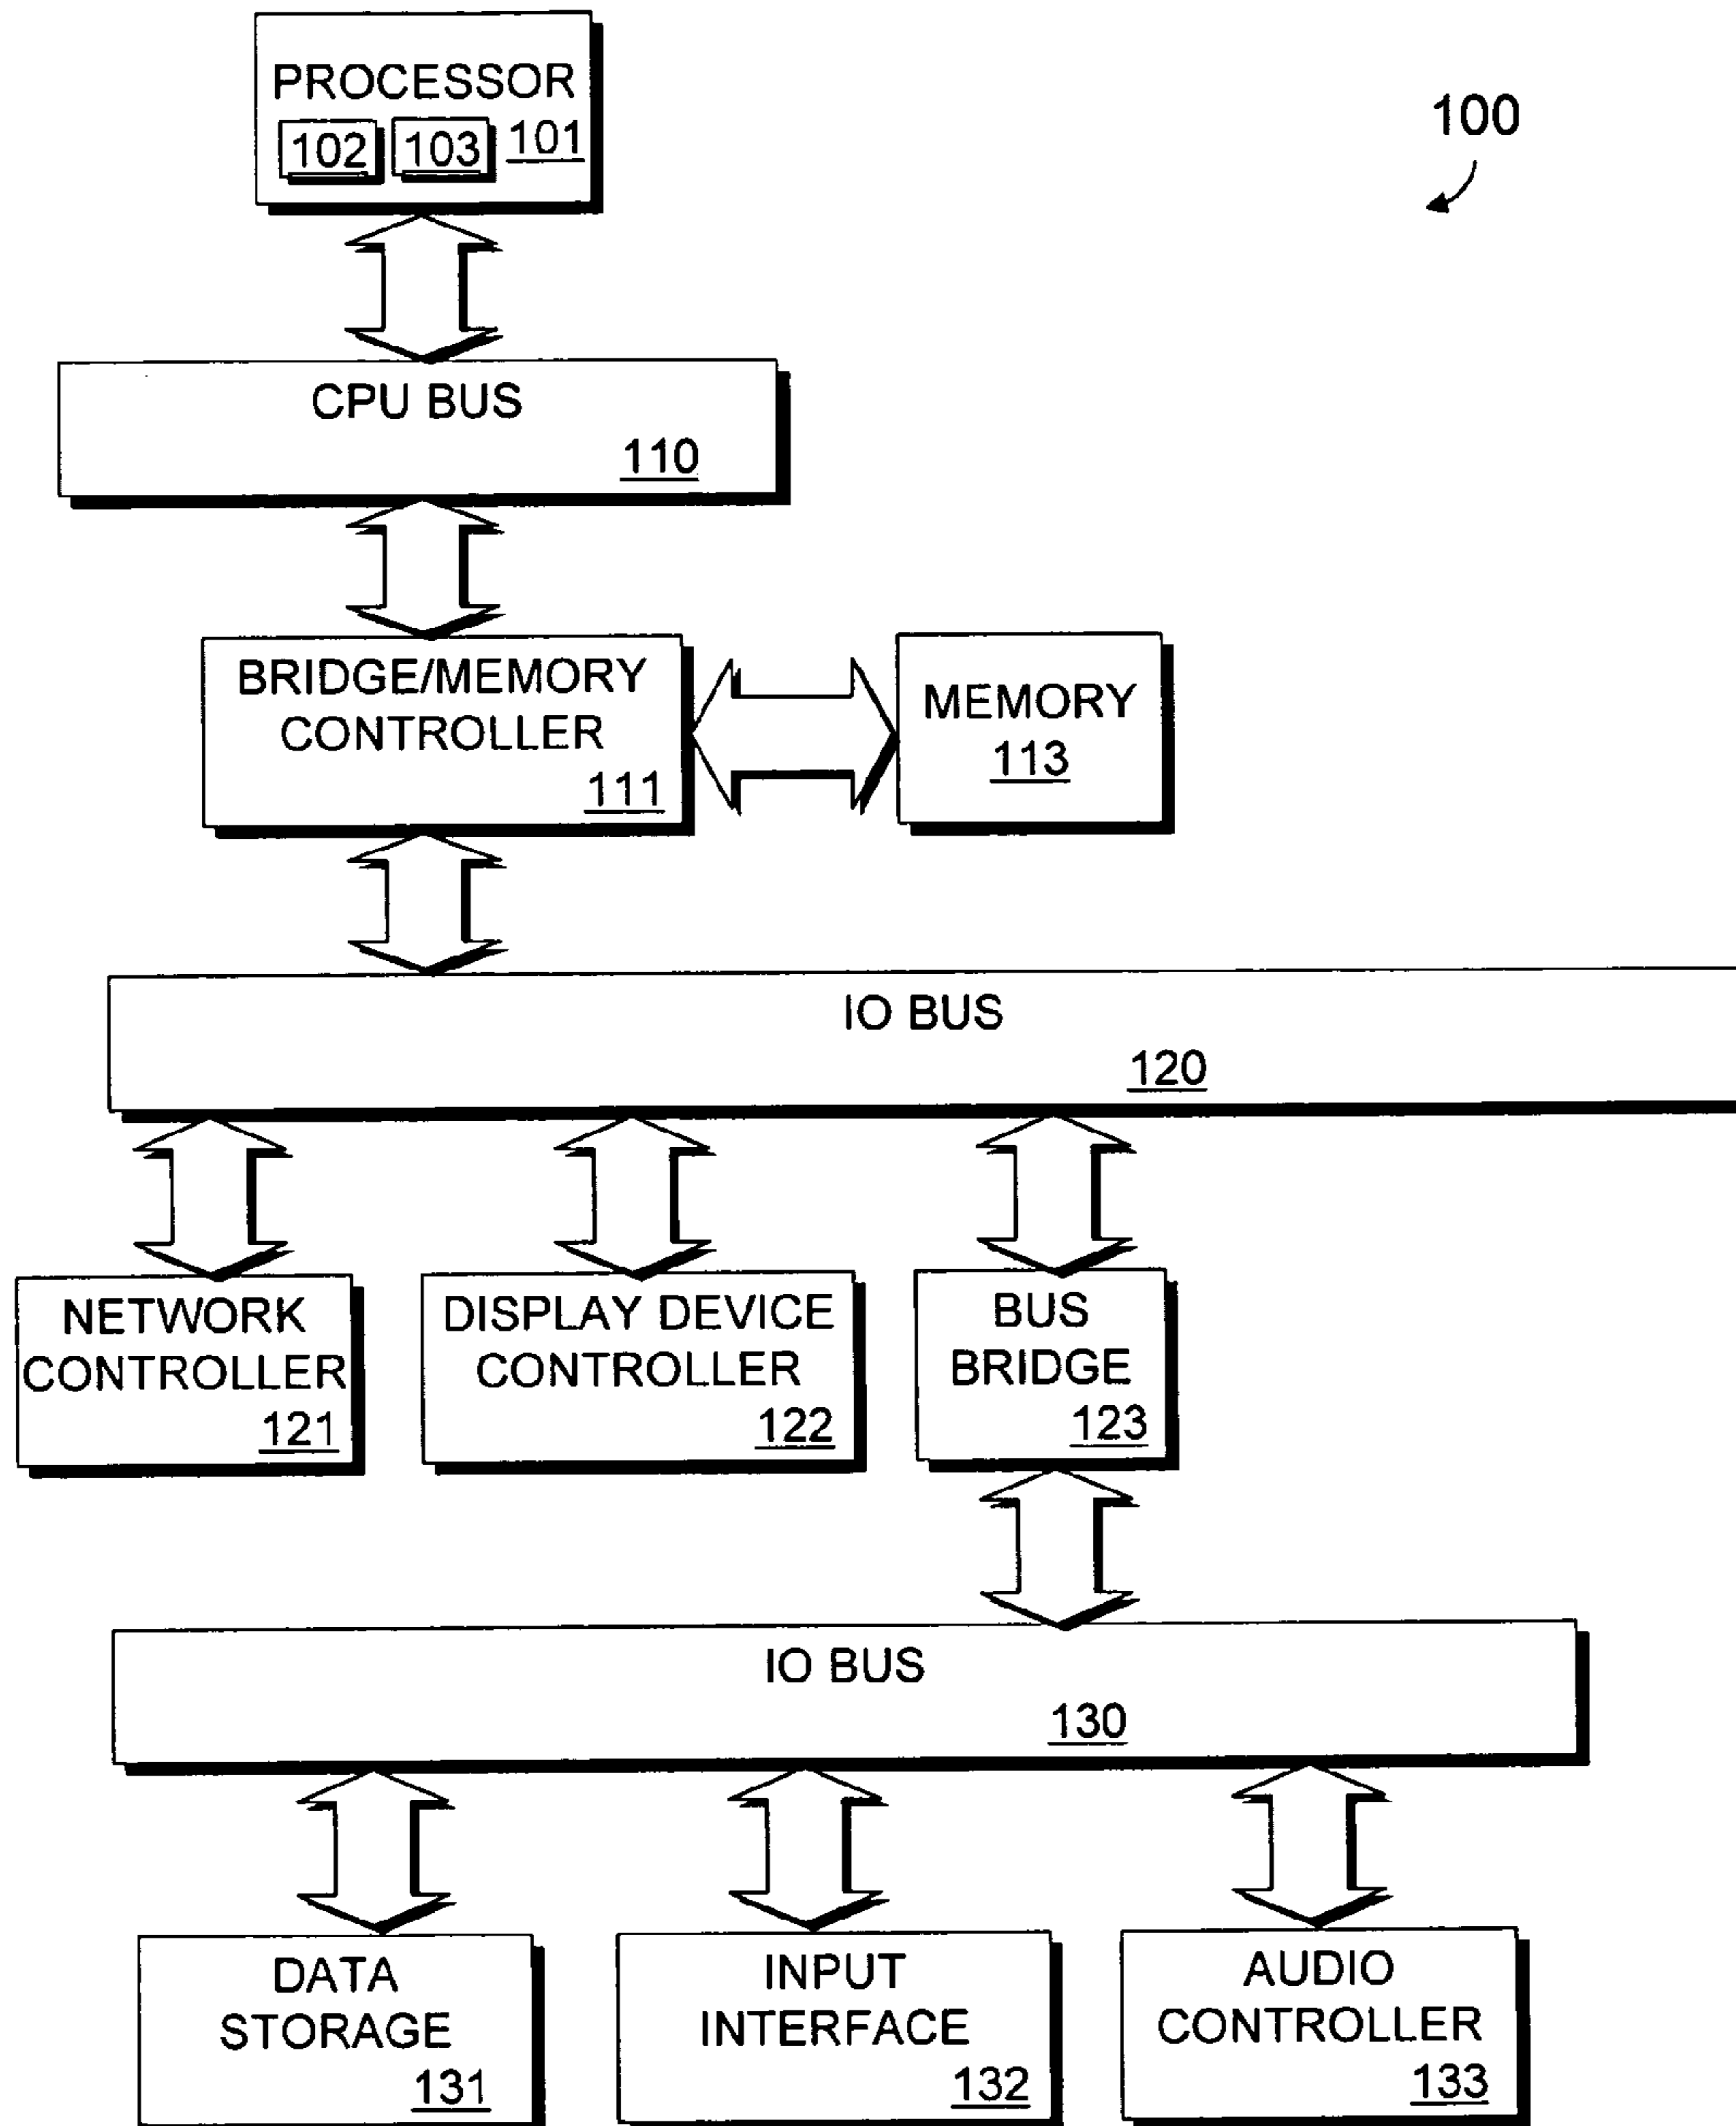 PROCESSOR
102 103 101
100
CPU BUS
110
BRIDGE/MEMORY
CONTROLLER
111
MEMORY
113
IO BUS
120
NETWORK
CONTROLLER
121
DISPLAY DEVICE
CONTROLLER
122
BUS
BRIDGE
123
IO BUS
130
DATA
STORAGE
131
INPUT
INTERFACE
132
AUDIO
CONTROLLER
133